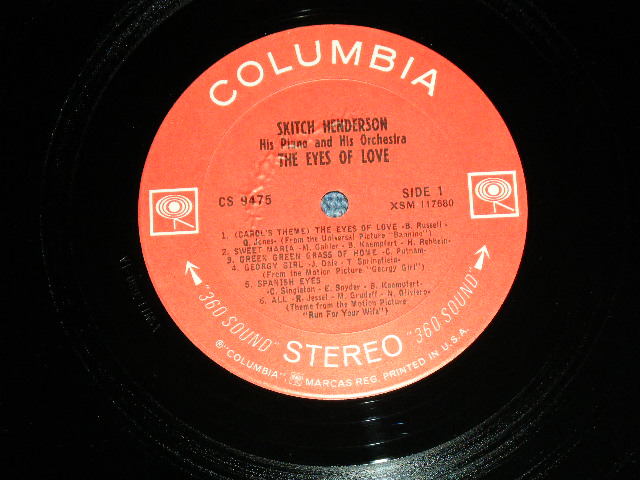 COLUMBIA
SKITCH HENDERSON
His Piano and His Orchestra
THE EYES OF LOVE
CS 9475
SIDE 1
XSM 117680
1. (CAROL'S THEME) THE EYES OF LOVE -B. Russell-
Q. Jones- (From the Universal Picture "Banning")
2. SWEET MARIA -M. Gabler - B. Kaempfert - H. Rehbein-
3. GREEN GREEN GRASS OF HOME -C. Putnam-
4. GEORGY GIRL -J. Dale - T. Springfield-
(From the Motion Picture "Georgy Girl")
5. SPANISH EYES
-C. Singleton - E. Snyder - B. Kaempfert-
6. ALL -R. Jessel - M. Grudeff - N. Oliviero-
(Theme from the Motion Picture
"Run For Your Wife")
"360 SOUND" STEREO "360 SOUND"
® "COLUMBIA", MARCAS REG. PRINTED IN U.S.A.